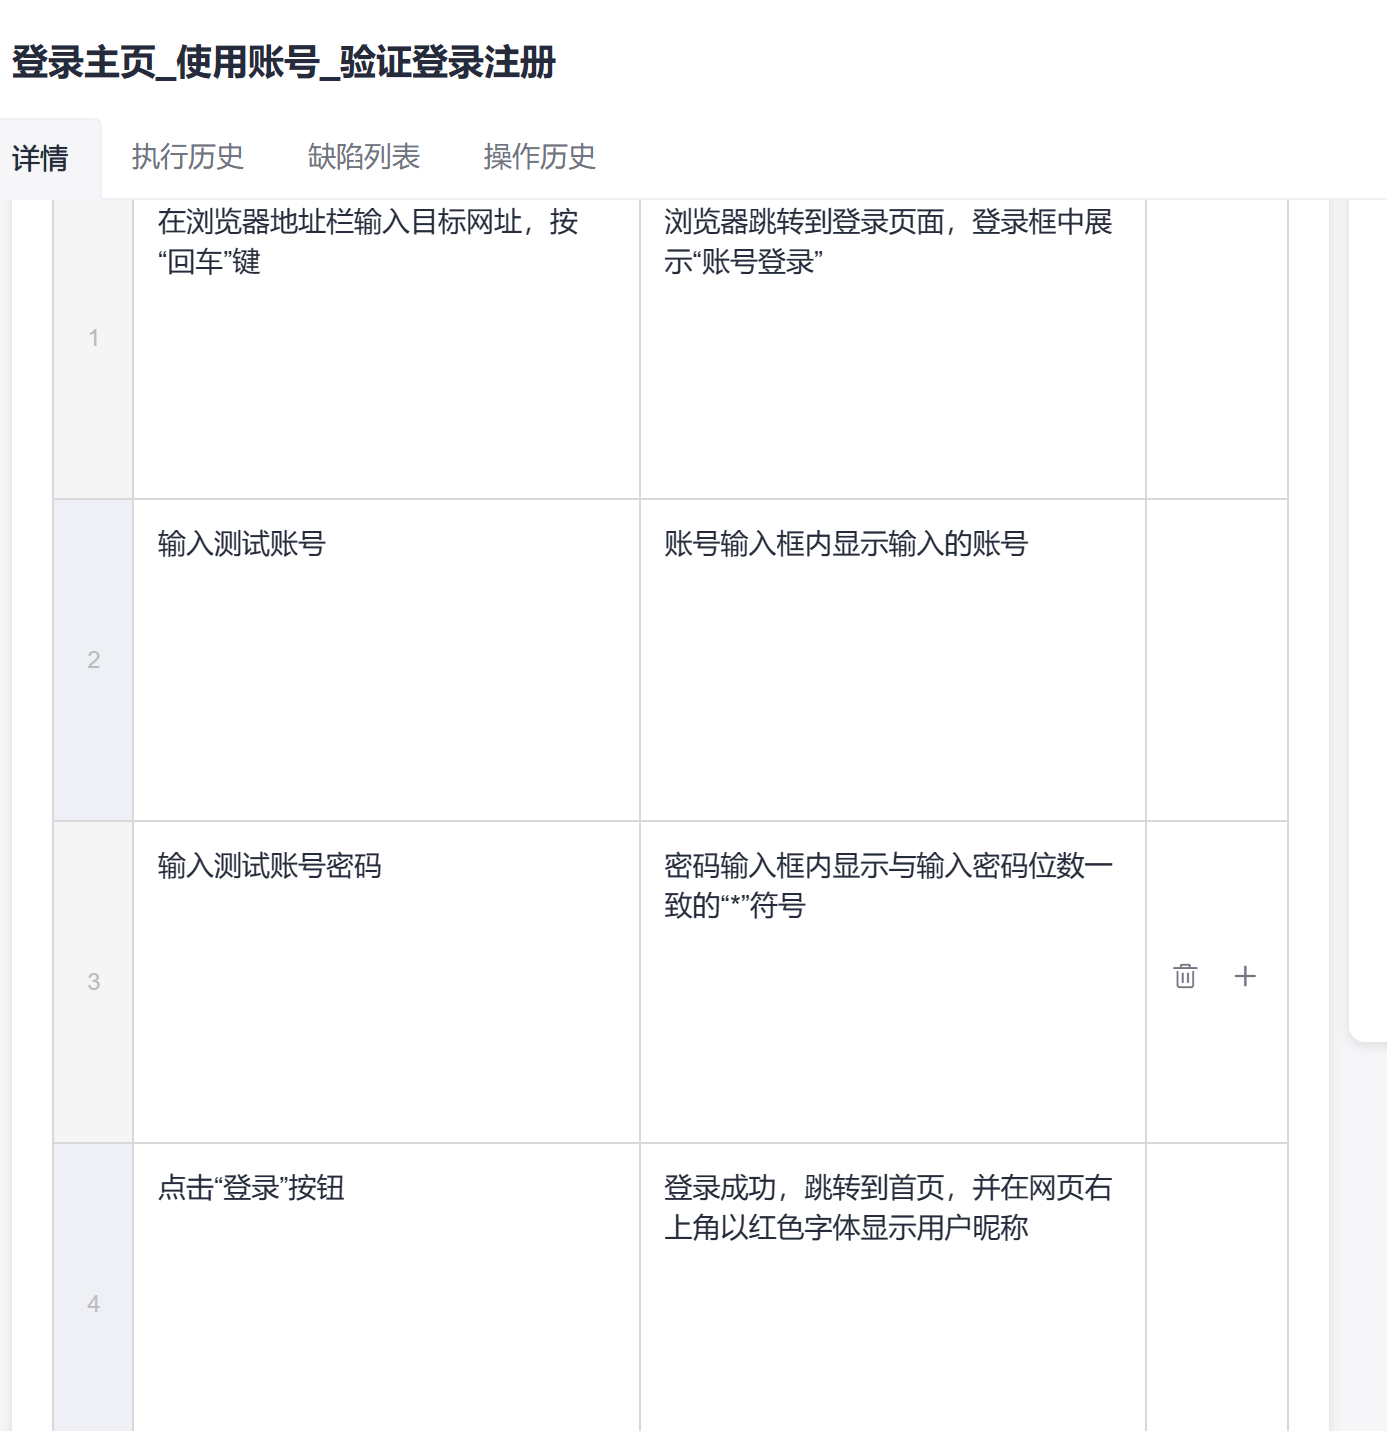 登录主页_使用账号_验证登录注册
详情 执行历史 缺陷列表 操作历史
1
在浏览器地址栏输入目标网址，按
“回车”键
浏览器跳转到登录页面，登录框中展
示“账号登录”
2
输入测试账号
账号输入框内显示输入的账号
3
输入测试账号密码
密码输入框内显示与输入密码位数一
致的“*”符号
4
点击“登录”按钮
登录成功，跳转到首页，并在网页右
上角以红色字体显示用户昵称